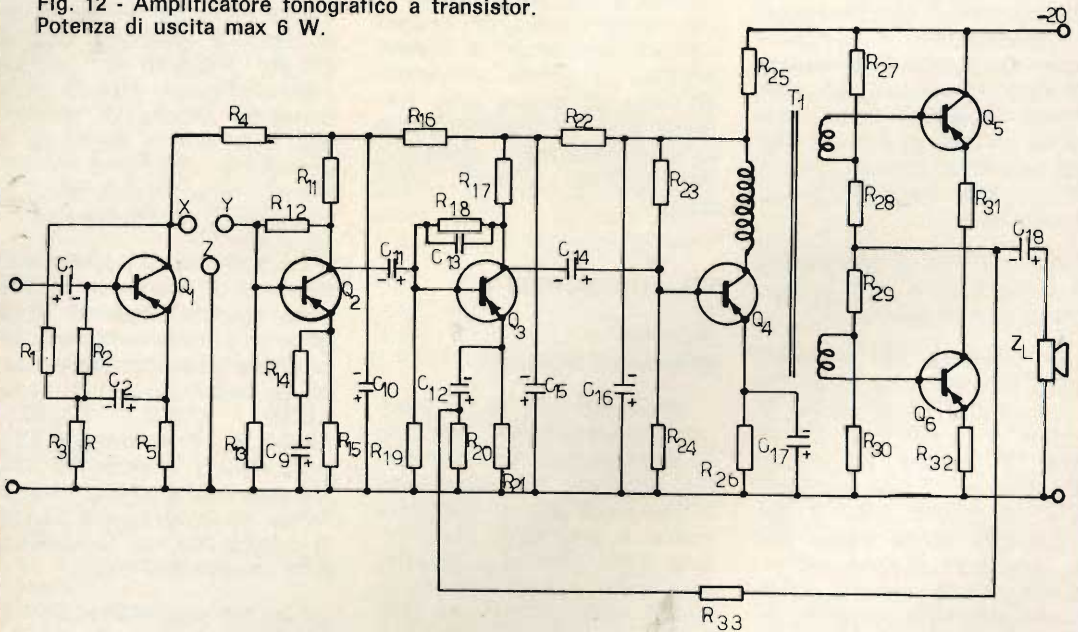 Fig. 12 - Amplificatore fonografico a transistor.
Potenza di uscita max 6 W.
-20
R25
R27
T1
Q5
R4
R16
R22
R11
R17
R23
R28
R31
X
Y
R12
R18
C13
C18
Z
C1
C11
C14
Q1
Q2
Q3
Q4
R29
ZL
R1
R2
R14
C10
C12
C15
C16
C2
Q6
R3
R
R5
R13
C9
R15
R19
R20
R21
R24
R26
C17
R30
R32
R33